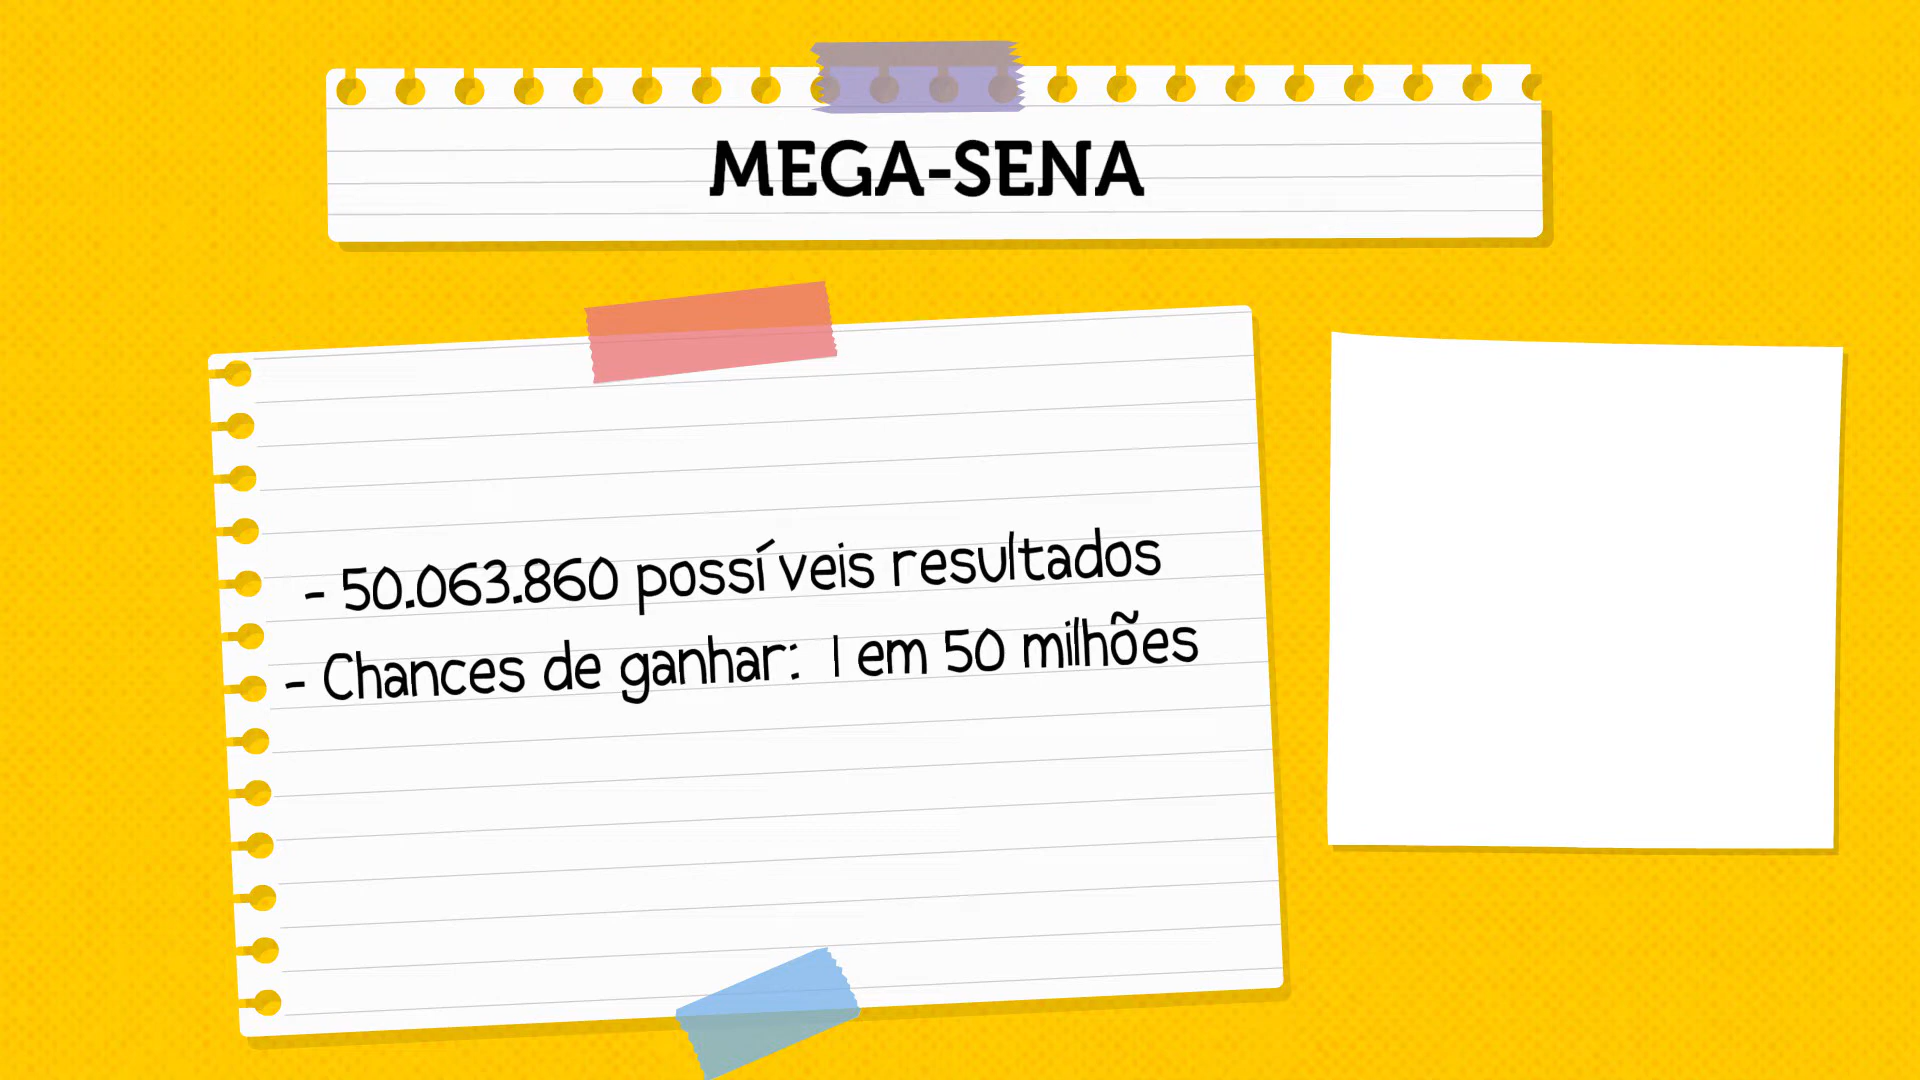 MEGA-SENA
- 50.063.860 possíveis resultados
- Chances de ganhar: 1 em 50 milhões